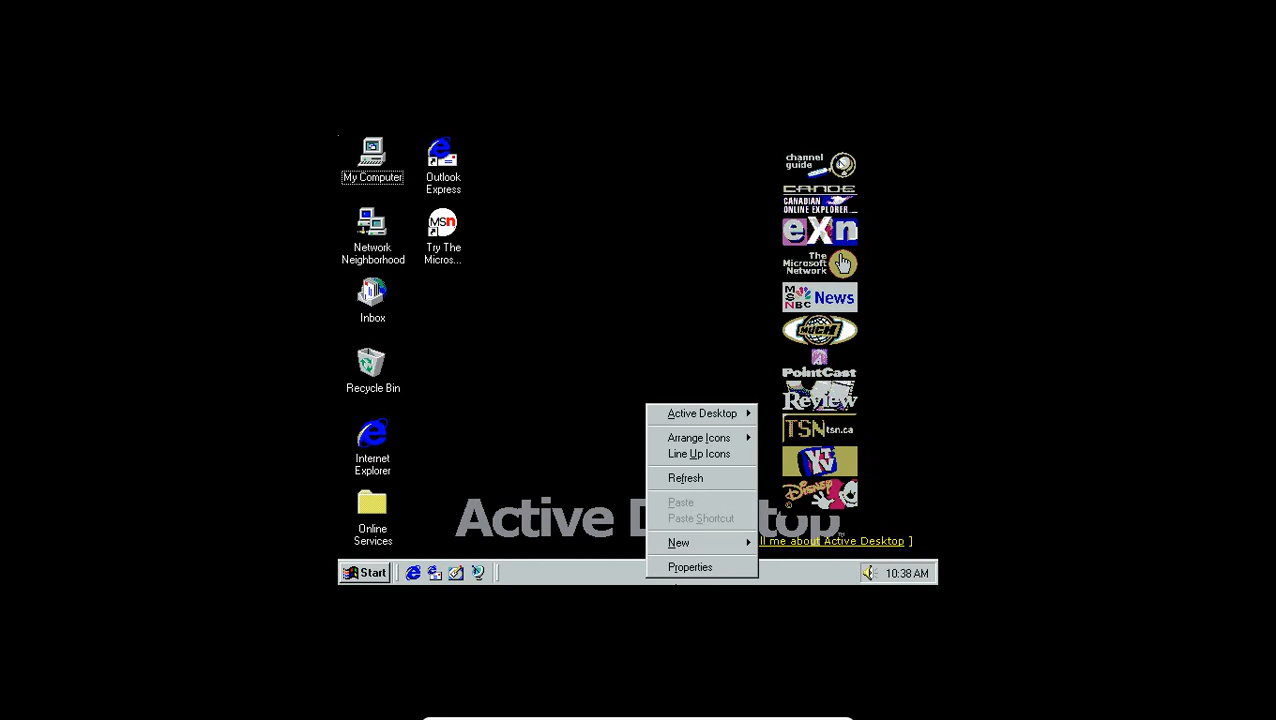 My Computer
Outlook
Express
Network
Neighborhood
MSn
Try The
Micros...
Inbox
Recycle Bin
Internet
Explorer
Online
Services
channel
guide
CANOE
CANADIAN
ONLINE EXPLORER
eXn
The
Microsoft
Network
MSNBC News
MUCH
PointCast
Review
TSN tsn.ca
YTV
DISNEY
©
Active Desktop
Arrange Icons
Line Up Icons
Refresh
Paste
Paste Shortcut
New
Properties
Active D top
ll me about Active Desktop ]
Start
10:38 AM